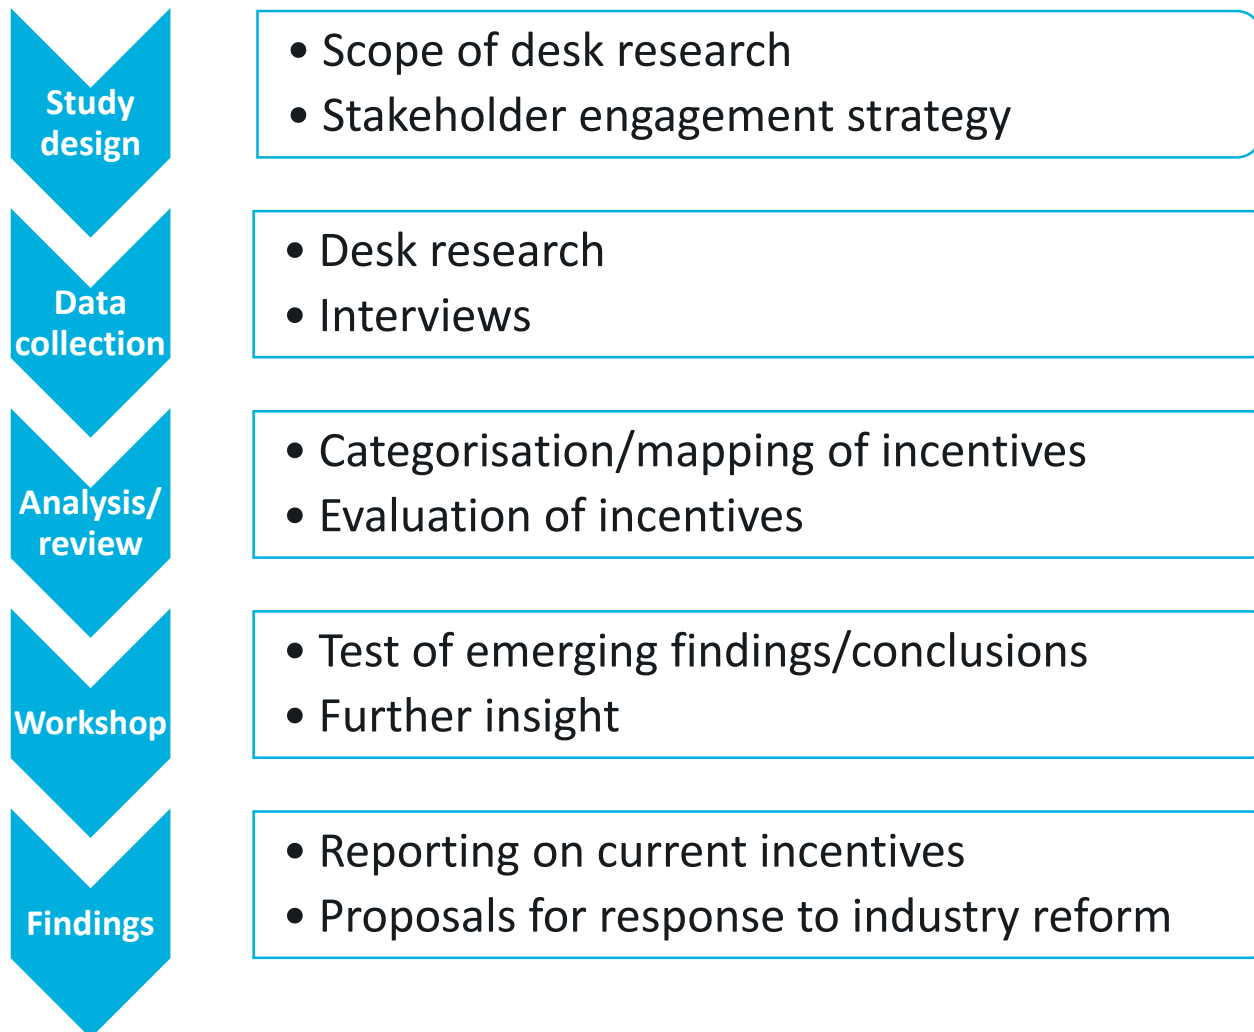 Study
design
• Scope of desk research
• Stakeholder engagement strategy
Data
collection
• Desk research
• Interviews
Analysis/
review
• Categorisation/mapping of incentives
• Evaluation of incentives
Workshop
• Test of emerging findings/conclusions
• Further insight
Findings
• Reporting on current incentives
• Proposals for response to industry reform